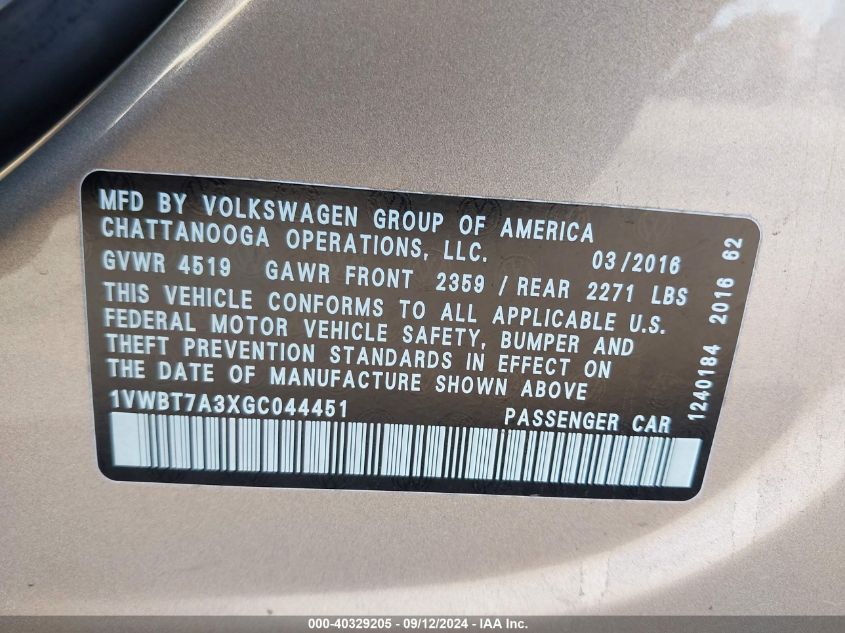 MFD BY VOLKSWAGEN GROUP OF AMERICA
CHATTANOOGA OPERATIONS, LLC. 03/2016
GVWR 4519 GAWR FRONT 2359 / REAR 2271 LBS
THIS VEHICLE CONFORMS TO ALL APPLICABLE U.S.
FEDERAL MOTOR VEHICLE SAFETY, BUMPER AND
THEFT PREVENTION STANDARDS IN EFFECT ON
THE DATE OF MANUFACTURE SHOWN ABOVE
1VWBT7A3XGC044451 PASSENGER CAR
1240184 2016 62
000-40329205 - 09/12/2024 - IAA Inc.